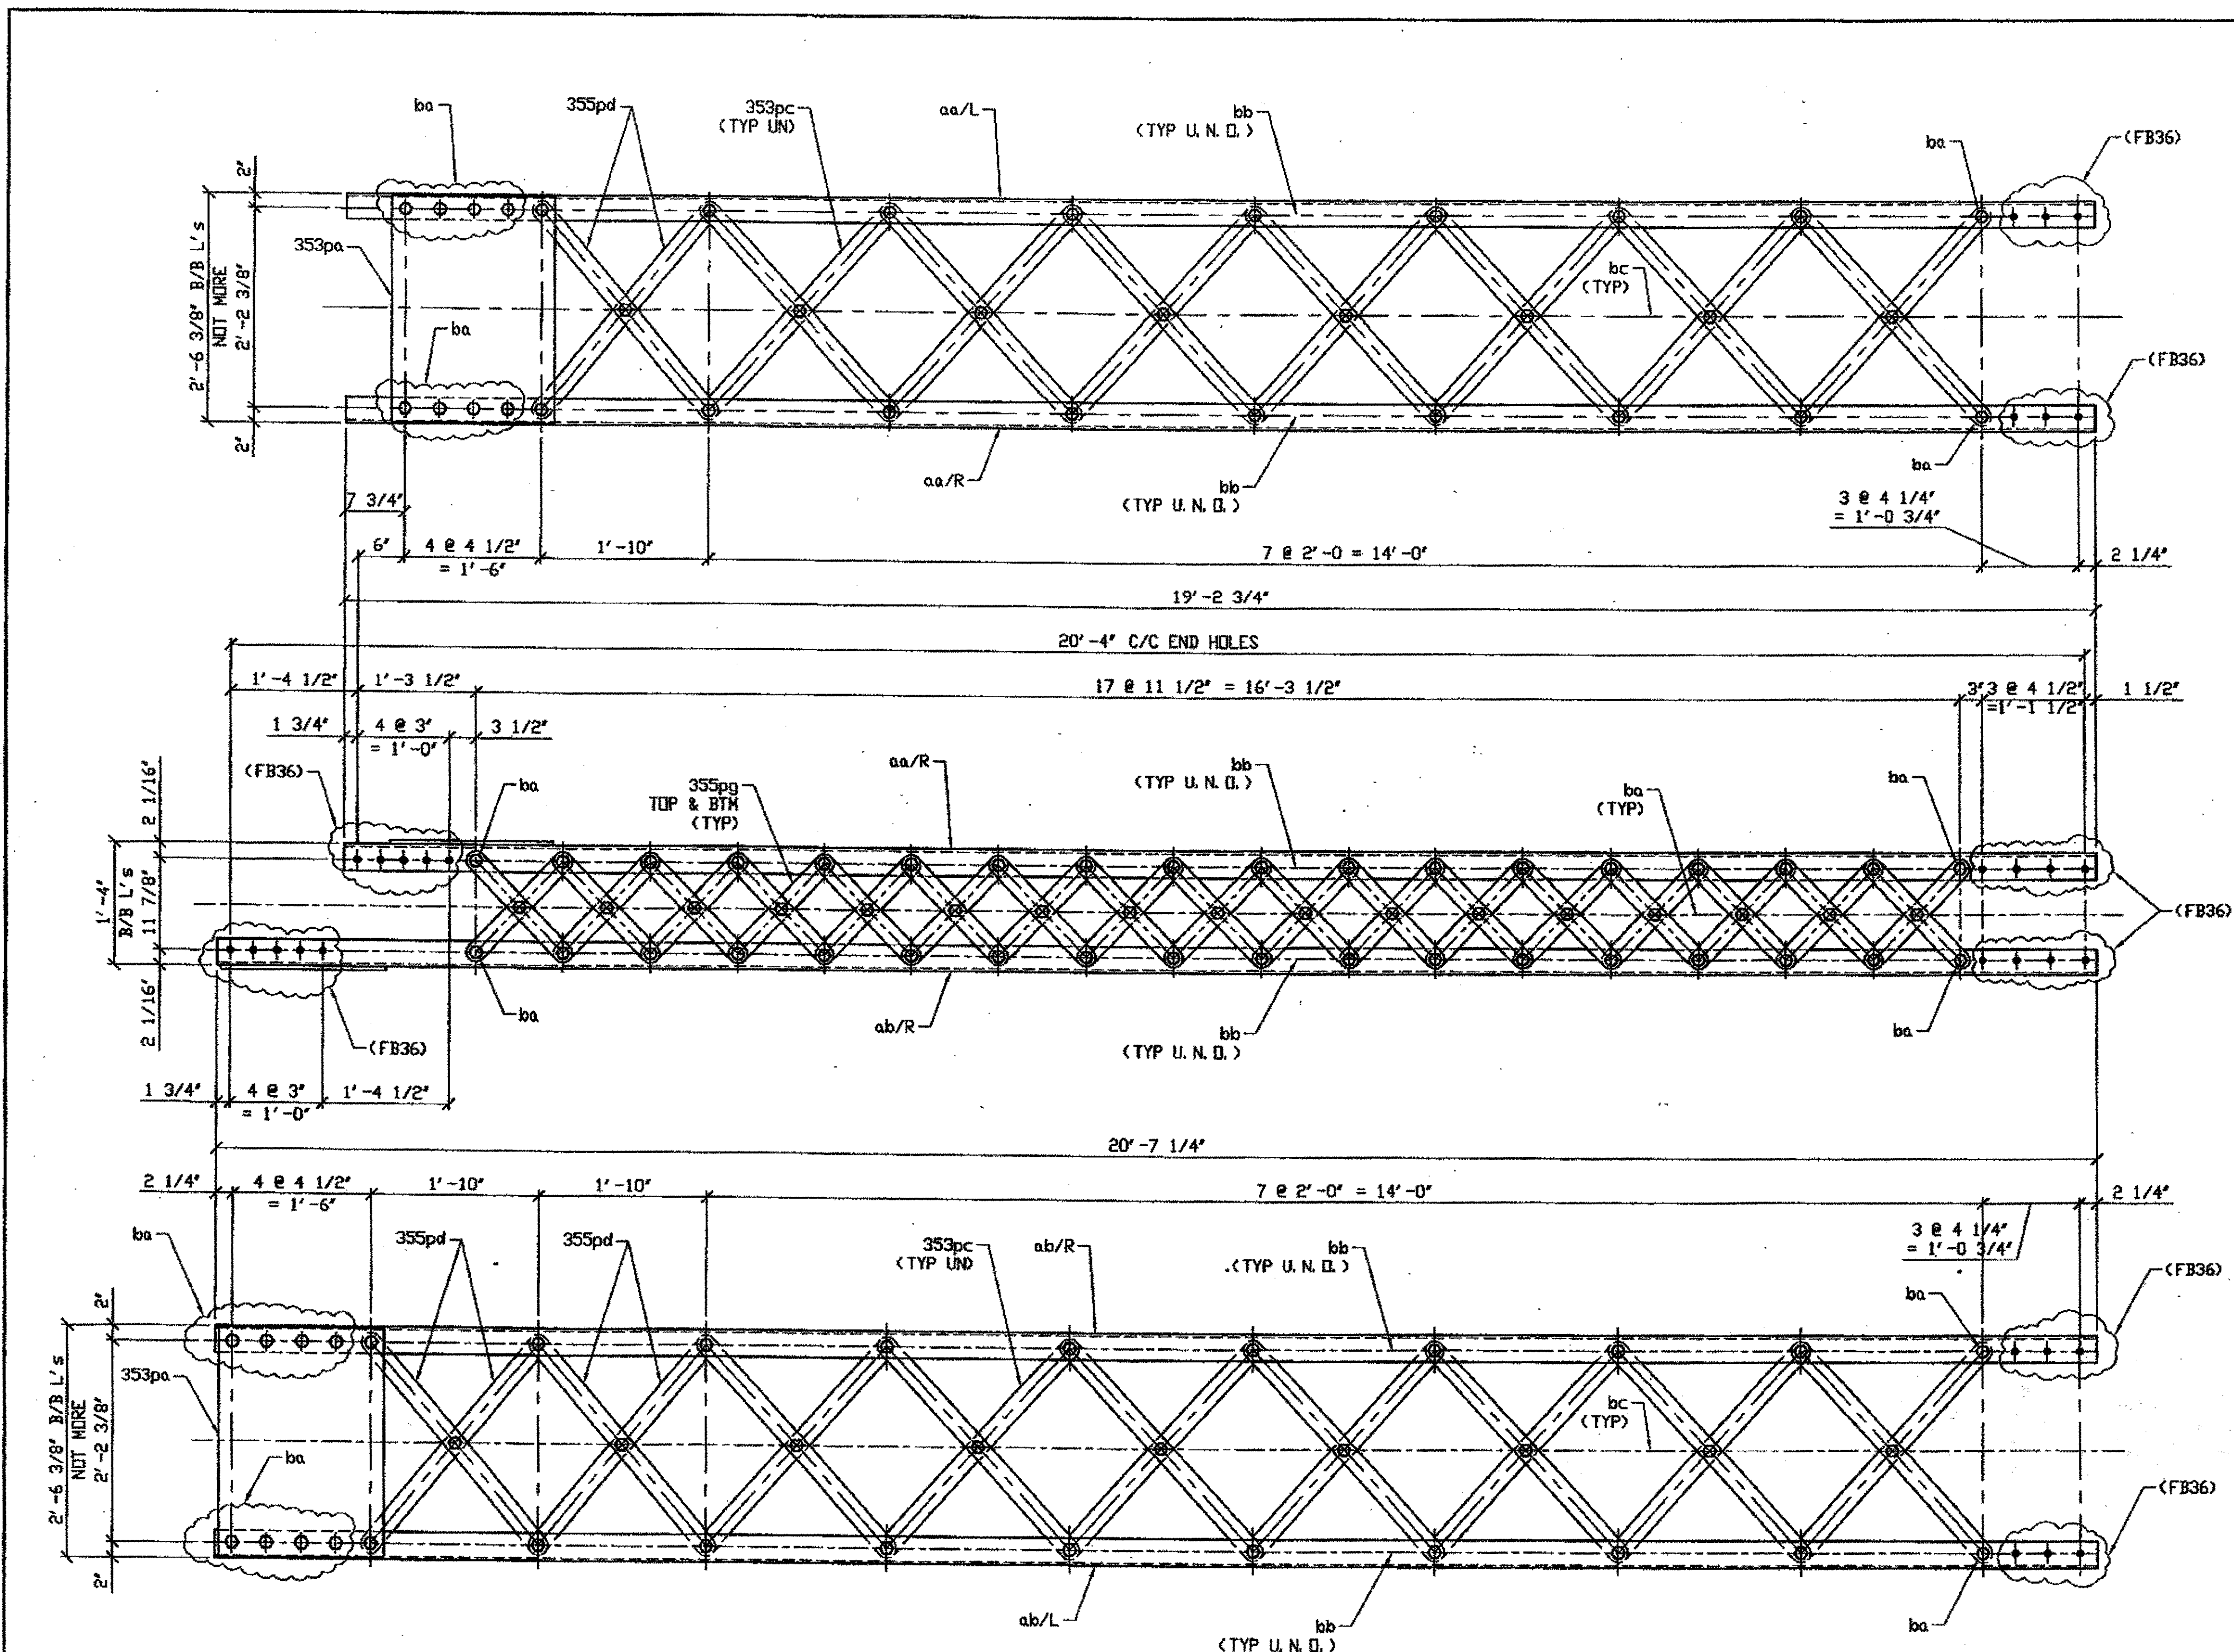 ba
355pd
353pc
(TYP UN)
aa/L
bb
(TYP U.N.O.)
ba
(FB36)
2"
2'-6 3/8" B/B L's
NOT MORE
2'-2 3/8"
2"
353pa
ba
bc
(TYP)
(FB36)
aa/R
bb
(TYP U.N.O.)
ba
7 3/4"
3 @ 4 1/4"
= 1'-0 3/4"
6"
4 @ 4 1/2"
= 1'-6"
1'-10"
7 @ 2'-0 = 14'-0"
2 1/4"
19'-2 3/4"
20'-4" C/C END HOLES
1'-4 1/2"
1'-3 1/2"
17 @ 11 1/2" = 16'-3 1/2"
3"
3 @ 4 1/2"
=1'-1 1/2"
1 1/2"
1 3/4"
4 @ 3"
= 1'-0"
3 1/2"
(FB36)
ba
355pg
TOP & BTM
(TYP)
aa/R
bb
(TYP U.N.O.)
ba
(TYP)
ba
2 1/16"
1'-4"
B/B L's
11 7/8"
2 1/16"
(FB36)
ba
(FB36)
ab/R
bb
(TYP U.N.O.)
ba
1 3/4"
4 @ 3"
= 1'-0"
1'-4 1/2"
20'-7 1/4"
2 1/4"
4 @ 4 1/2"
= 1'-6"
1'-10"
1'-10"
7 @ 2'-0" = 14'-0"
2 1/4"
3 @ 4 1/4"
= 1'-0 3/4"
ba
355pd
355pd
353pc
(TYP UN)
ab/R
bb
(TYP U.N.O.)
ba
(FB36)
2"
353pa
2'-6 3/8" B/B L's
NOT MORE
2'-2 3/8"
2"
ba
bc
(TYP)
(FB36)
ab/L
bb
(TYP U.N.O.)
ba